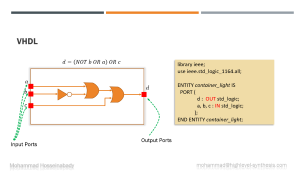 VHDL
d = (NOT b OR a) OR c
d
Input Ports
Output Ports
library ieee;
use ieee.std_logic_1164.all;
ENTITY container_light IS
PORT (
d : OUT std_logic;
a, b, c : IN std_logic;
);
END ENTITY container_light;
Mohammad Hosseinabady
mohammad@highlevelsynthesis.com